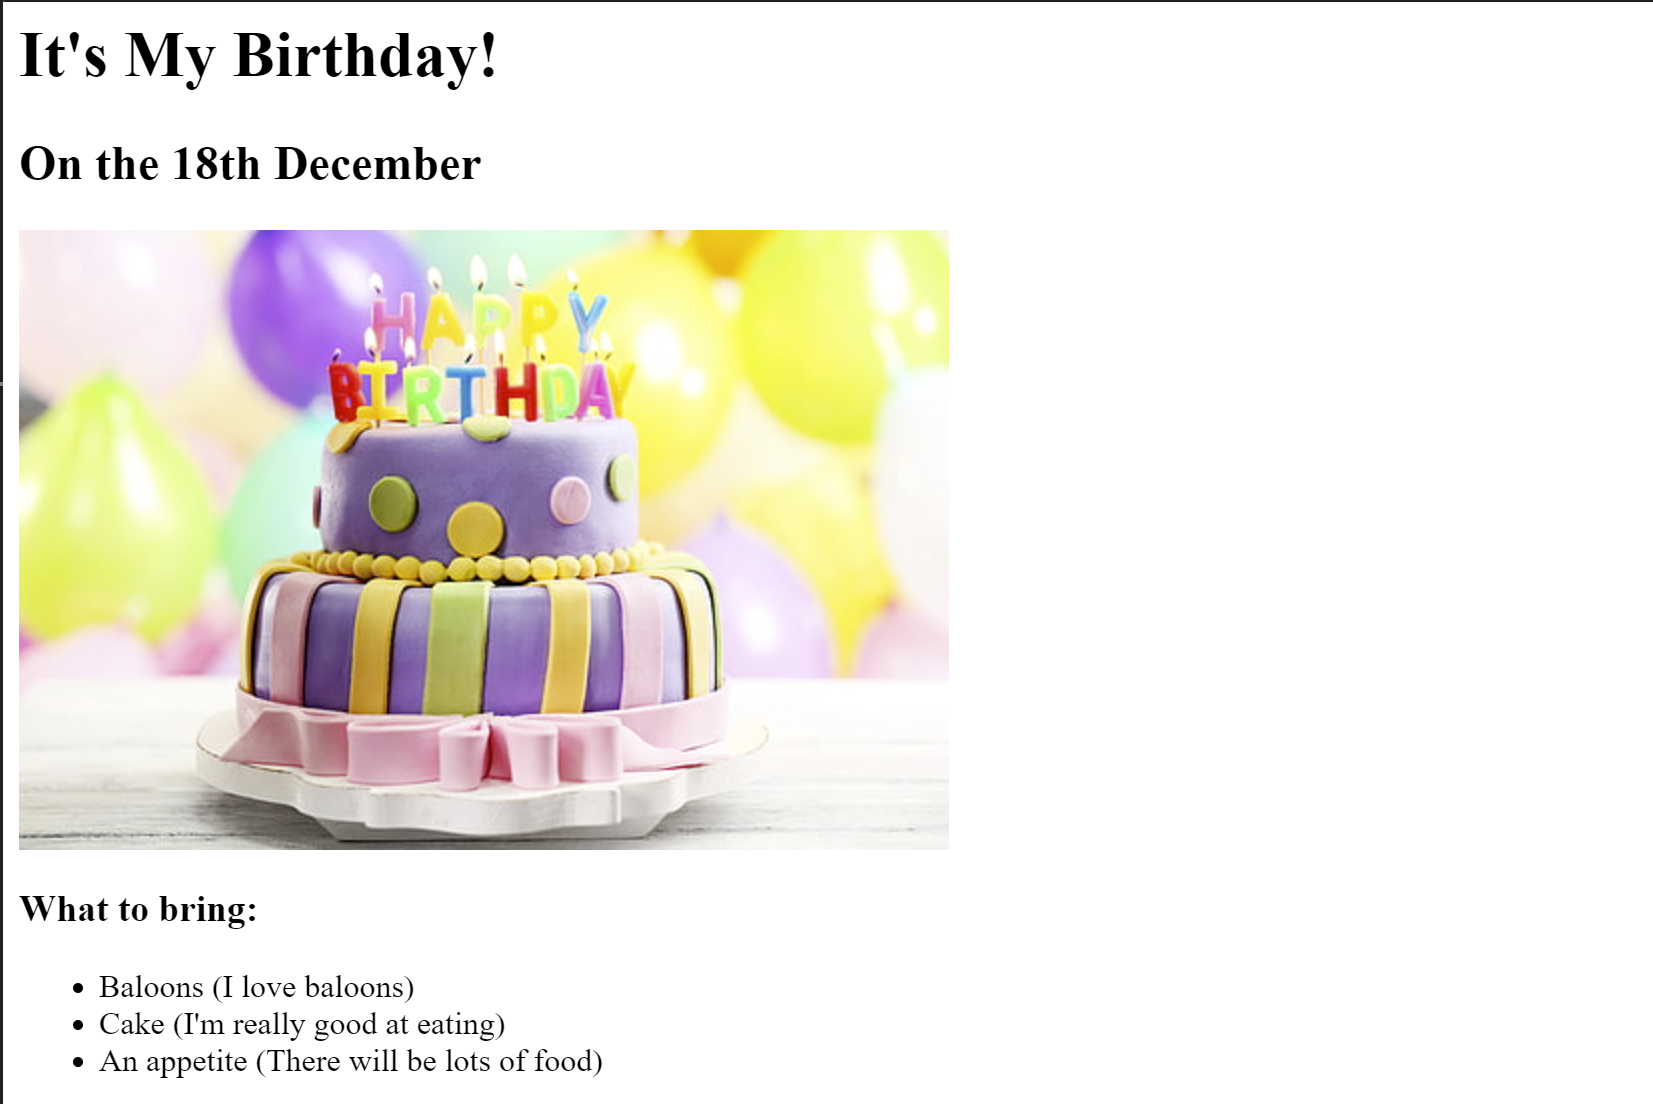 It's My Birthday!
On the 18th December
HAPPY
BIRTHDAY
What to bring:
Baloons (I love baloons)
Cake (I'm really good at eating)
An appetite (There will be lots of food)